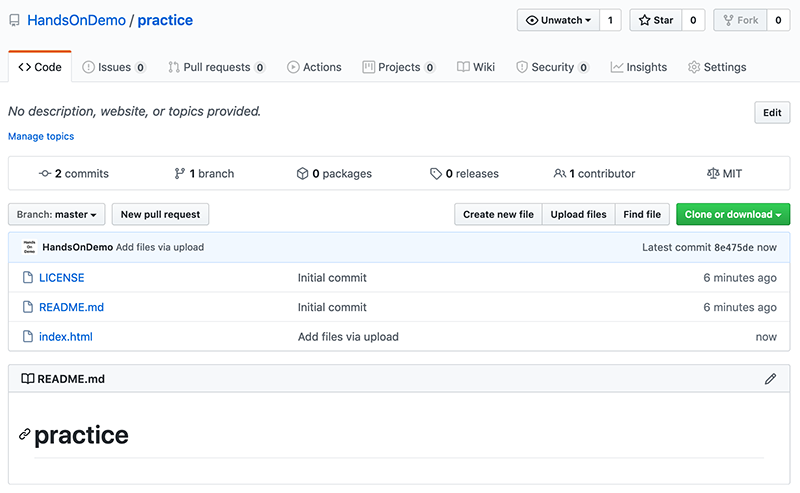 HandsOnDemo / practice
Unwatch 1 Star 0 Fork 0
Code Issues 0 Pull requests 0 Actions Projects 0 Wiki Security 0 Insights Settings
No description, website, or topics provided.
Edit
Manage topics
2 commits 1 branch 0 packages 0 releases 1 contributor MIT
Branch: master New pull request Create new file Upload files Find file Clone or download
Hands On Demo HandsOnDemo Add files via upload Latest commit 8e475de now
LICENSE Initial commit 6 minutes ago
README.md Initial commit 6 minutes ago
index.html Add files via upload now
README.md
practice